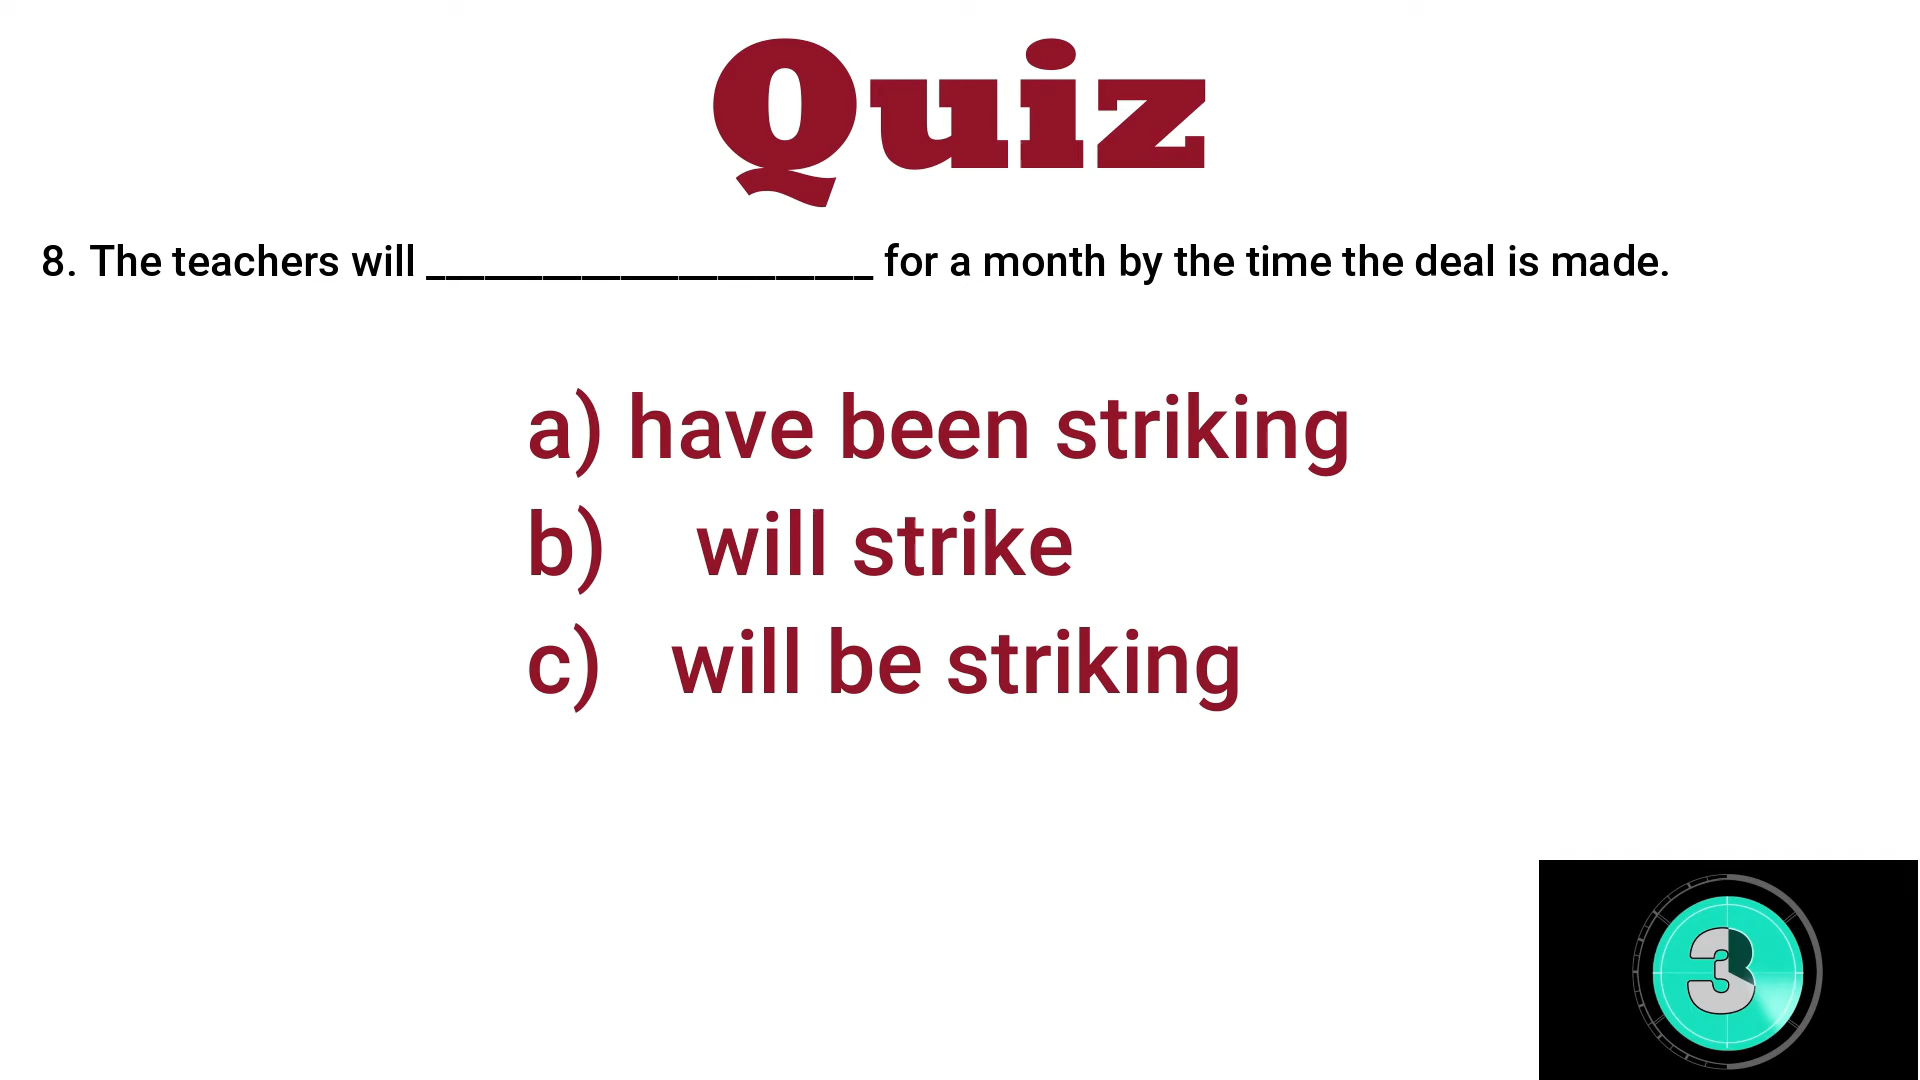 Quiz
8. The teachers will _______________________ for a month by the time the deal is made.
a) have been striking
b) will strike
c) will be striking
3